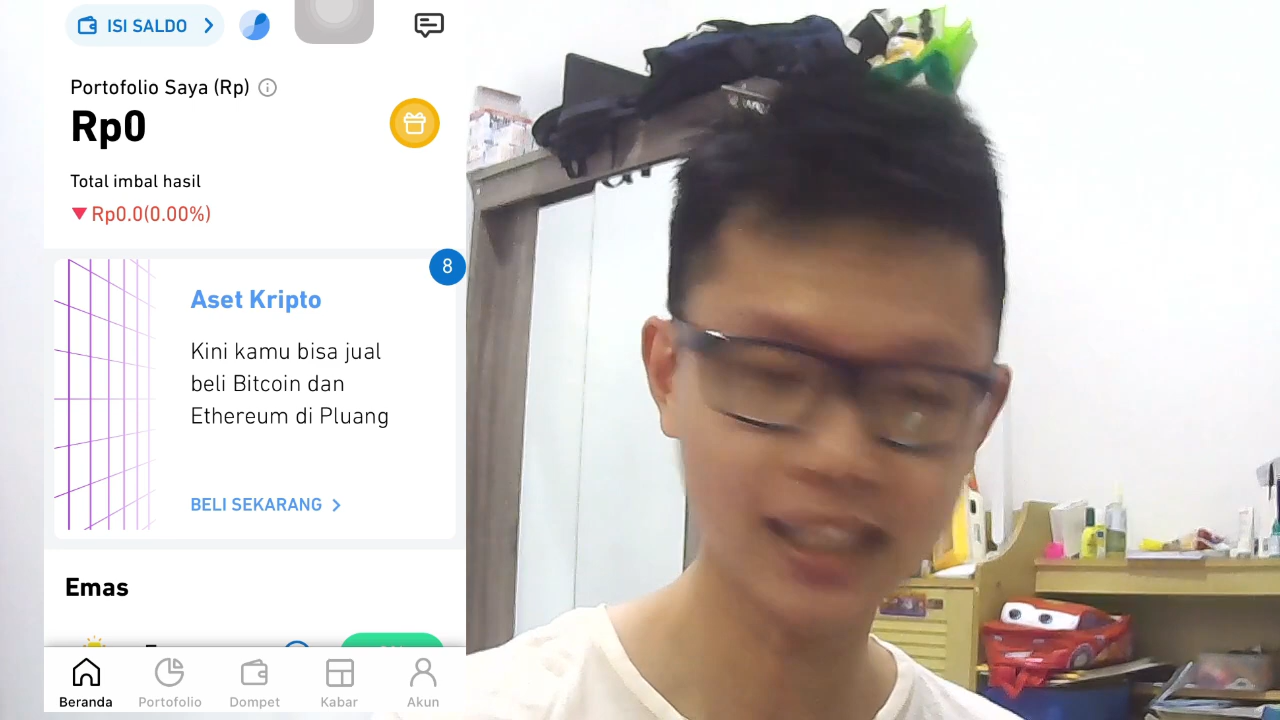 ISI SALDO
Portofolio Saya (Rp)
Rp0
Total imbal hasil
Rp0.0(0.00%)
8
Aset Kripto
Kini kamu bisa jual
beli Bitcoin dan
Ethereum di Pluang
BELI SEKARANG
Emas
Beranda
Portofolio
Dompet
Kabar
Akun